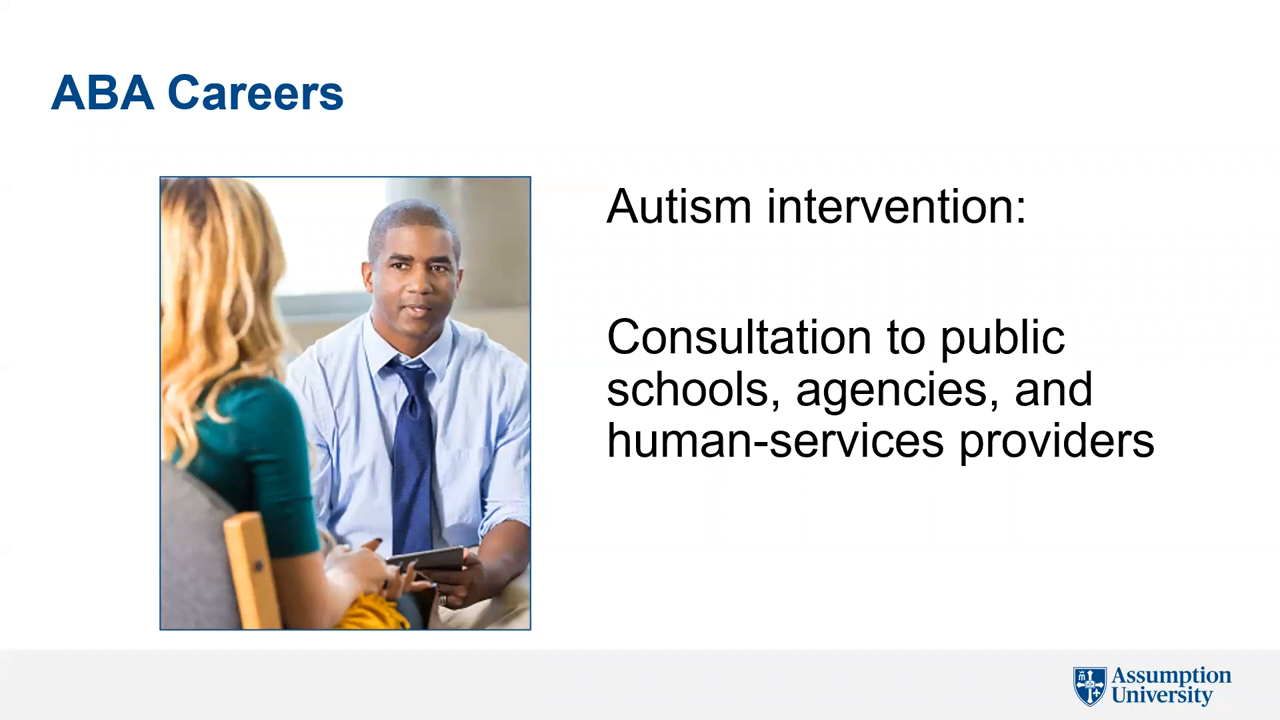 ABA Careers
Autism intervention:
Consultation to public
schools, agencies, and
human-services providers
Assumption
University